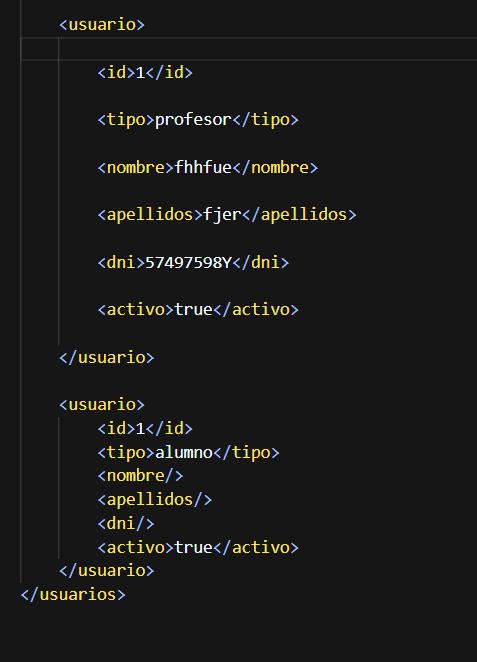 <usuario>
<id>1</id>
<tipo>profesor</tipo>
<nombre>fhhfue</nombre>
<apellidos>fjer</apellidos>
<dni>57497598Y</dni>
<activo>true</activo>
</usuario>
<usuario>
<id>1</id>
<tipo>alumno</tipo>
<nombre/>
<apellidos/>
<dni/>
<activo>true</activo>
</usuario>
</usuarios>